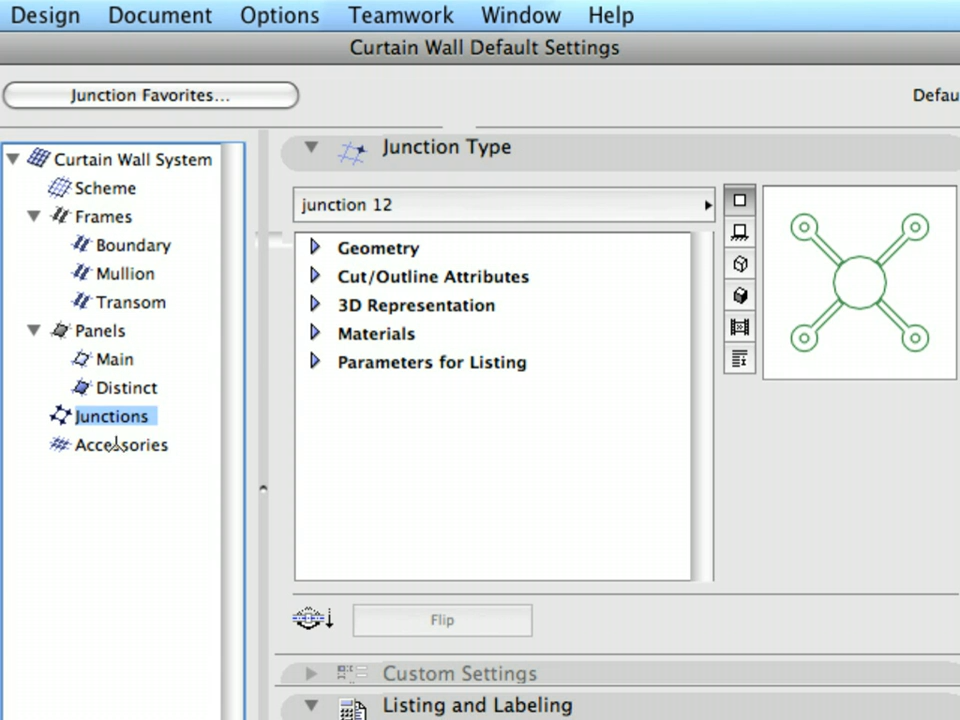 Design Document Options Teamwork Window Help
Curtain Wall Default Settings
Junction Favorites...
Defau
Curtain Wall System
Scheme
Frames
Boundary
Mullion
Transom
Panels
Main
Distinct
Junctions
Accessories
Junction Type
junction 12
Geometry
Cut/Outline Attributes
3D Representation
Materials
Parameters for Listing
Flip
Custom Settings
Listing and Labeling